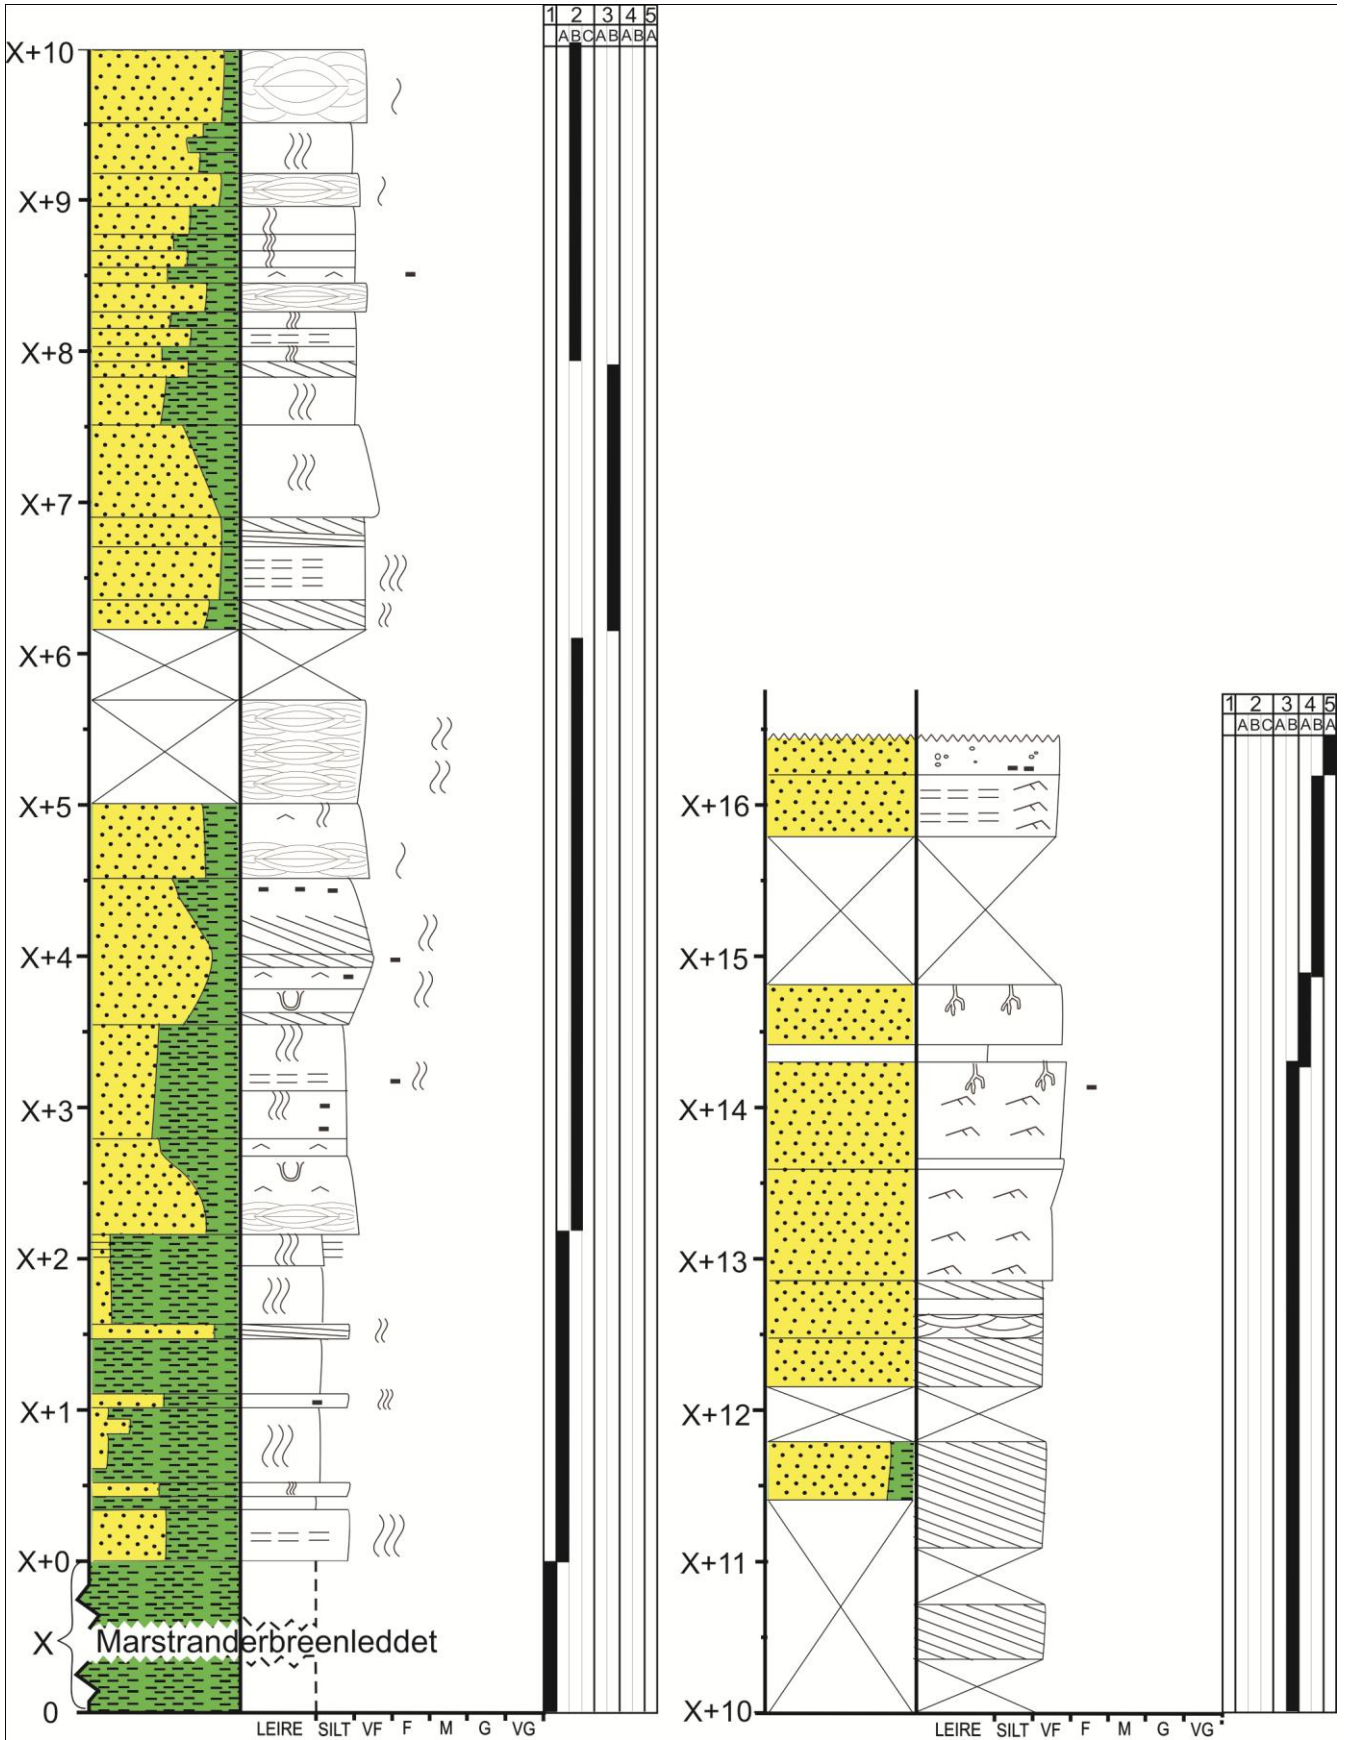 1 2 3 4 5
A B C A B A B A
X+10
X+9
X+8
X+7
X+6
X+5
X+4
X+3
X+2
X+1
X+0
X Marstranderbreenleddet
0
LEIRE SILT VF F M G VG
1 2 3 4 5
A B C A B A B A
X+16
X+15
X+14
X+13
X+12
X+11
X+10
LEIRE SILT VF F M G VG